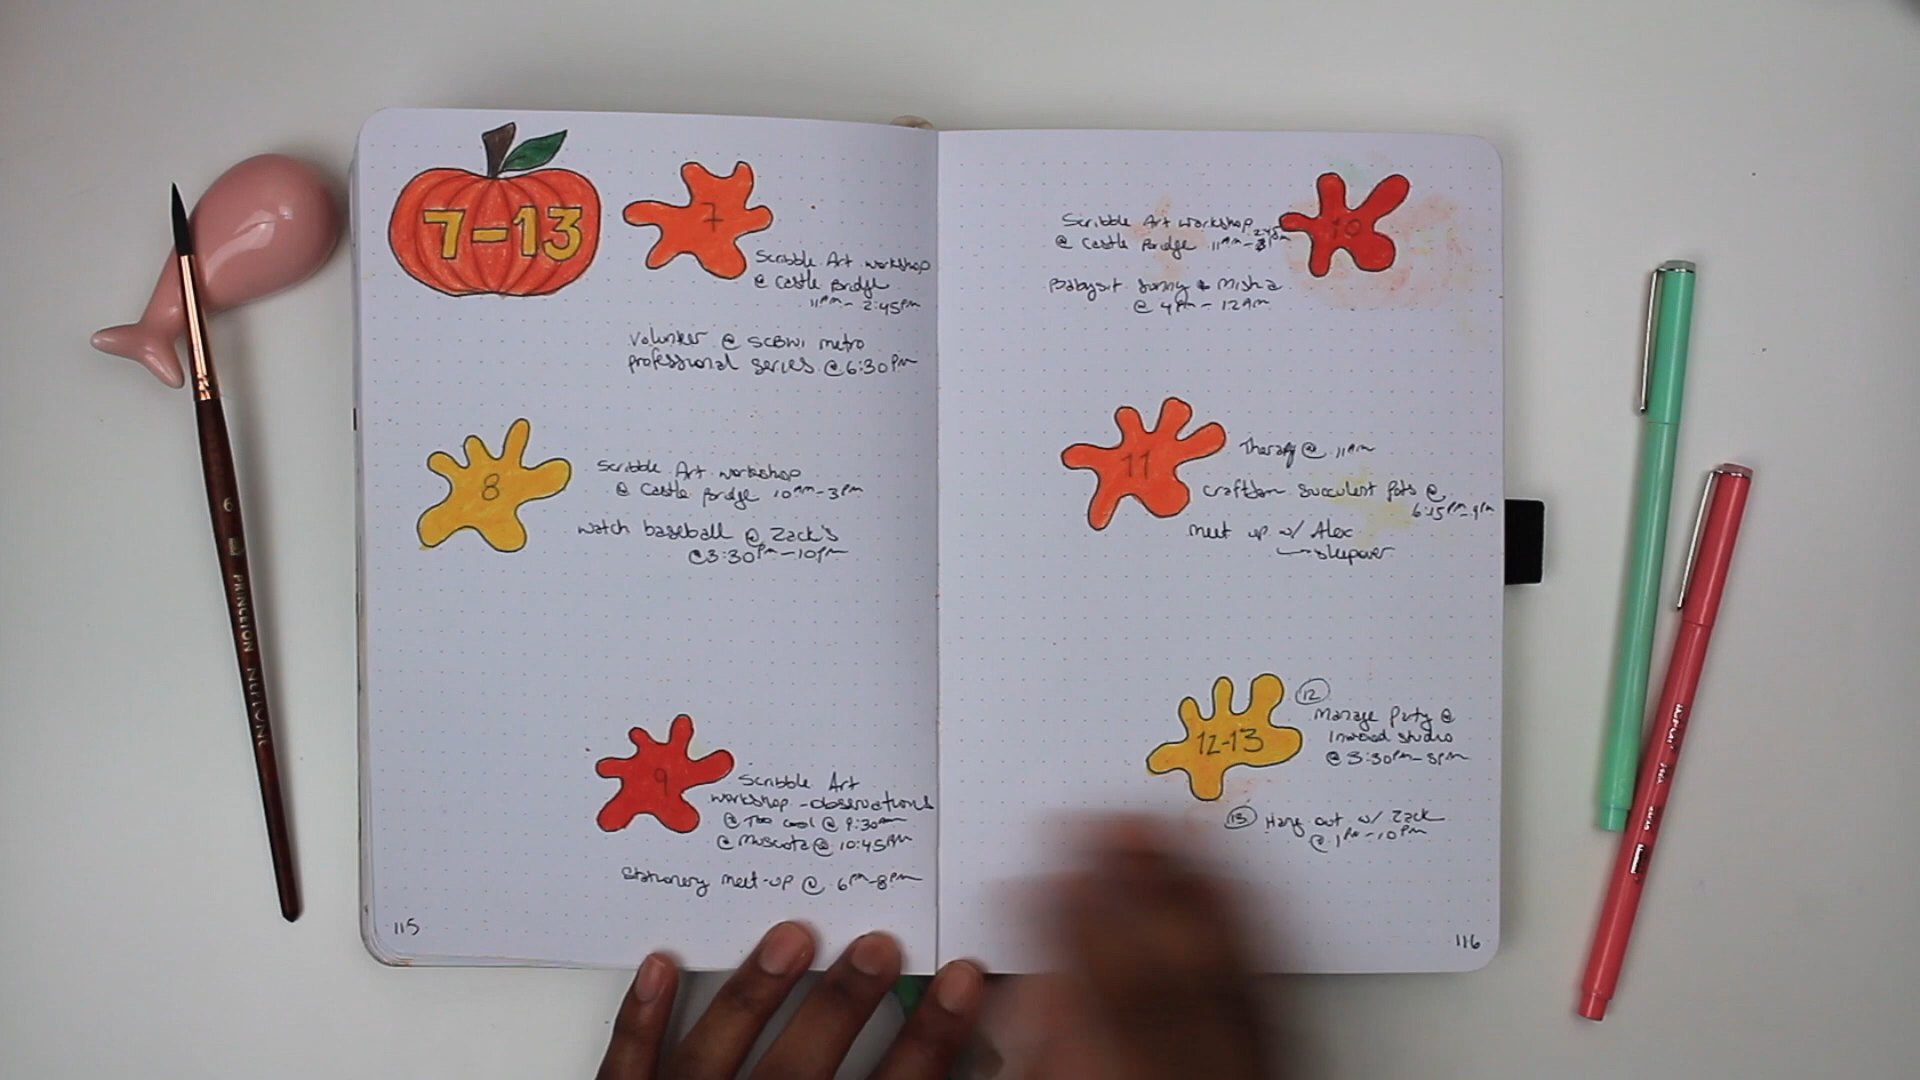 7-13
7
Scribble Art workshop
@ Castle Bridge
11am - 2:45pm
Volunteer @ SCBWI metro
professional series @ 6:30pm
8
Scribble Art workshop
@ Castle Bridge 10am-3pm
watch baseball @ Zack's
@ 3:30pm-10pm
9
Scribble Art
workshop - observations
@ Too cool @ 9:30am
@ Muscota @ 10:45am
Stationery meet-up @ 6pm-8pm
115
10
Scribble Art workshop
@ Castle Bridge 11am- 2:45pm
Babysit Sunny + Misha
@ 4pm - 12am
11
Therapy @ 11am
craftjam succulent pots @
6:15pm-9pm
meet up w/ Alex
sleepover
12-13
12
Manage party @
Inwood studio
@ 3:30pm-8pm
13 Hang out w/ Zack
@ 1pm-10pm
116
6
PRINCETON NEPTUNE